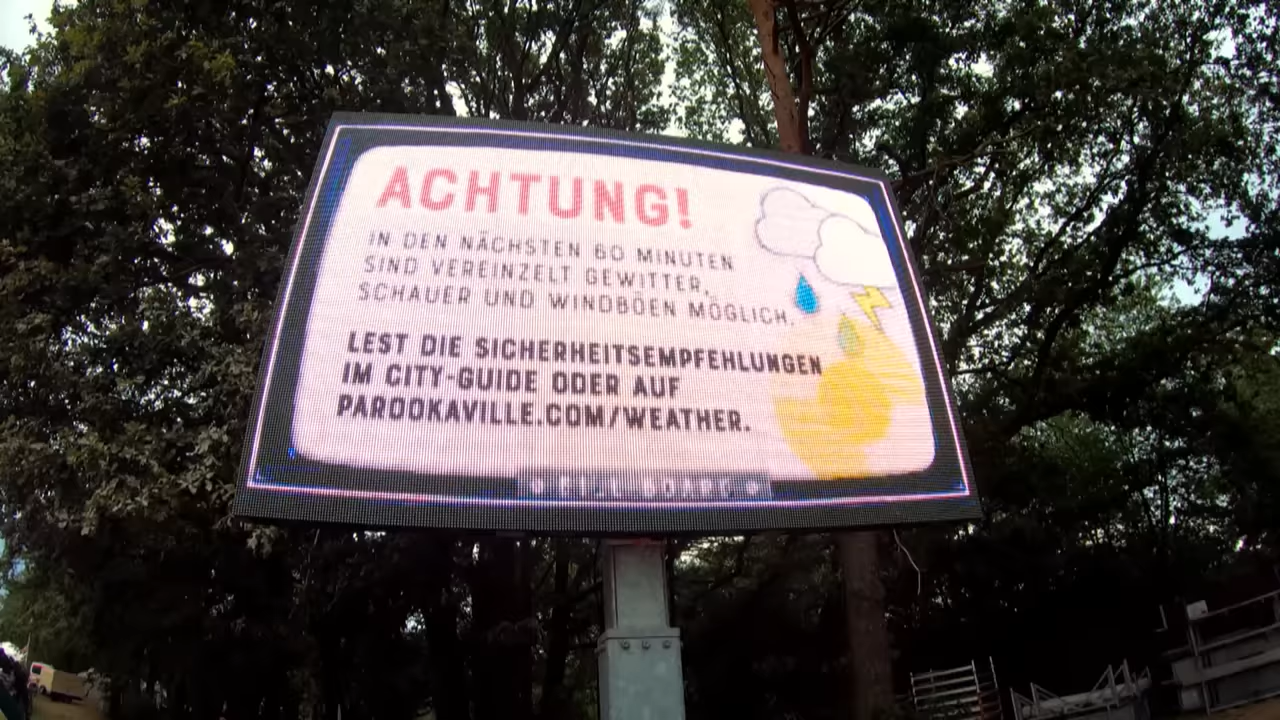 ACHTUNG!
IN DEN NÄCHSTEN 60 MINUTEN
SIND VEREINZELT GEWITTER,
SCHAUER UND WINDBÖEN MÖGLICH.
LEST DIE SICHERHEITSEMPFEHLUNGEN
IM CITY-GUIDE ODER AUF
PAROOKAVILLE.COM/WEATHER.